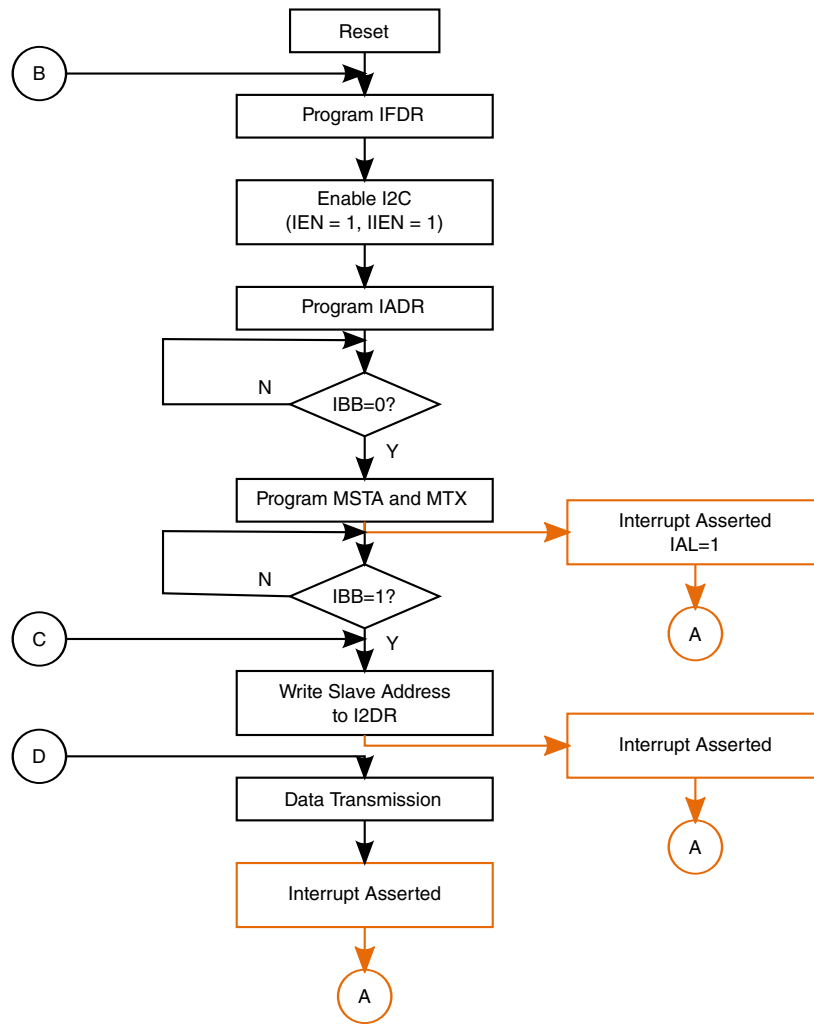 Reset
B
Program IFDR
Enable I2C
(IEN = 1, IIEN = 1)
Program IADR
N
IBB=0?
Y
Program MSTA and MTX
Interrupt Asserted
IAL=1
N
IBB=1?
A
C
Y
Write Slave Address
to I2DR
Interrupt Asserted
D
Data Transmission
A
Interrupt Asserted
A